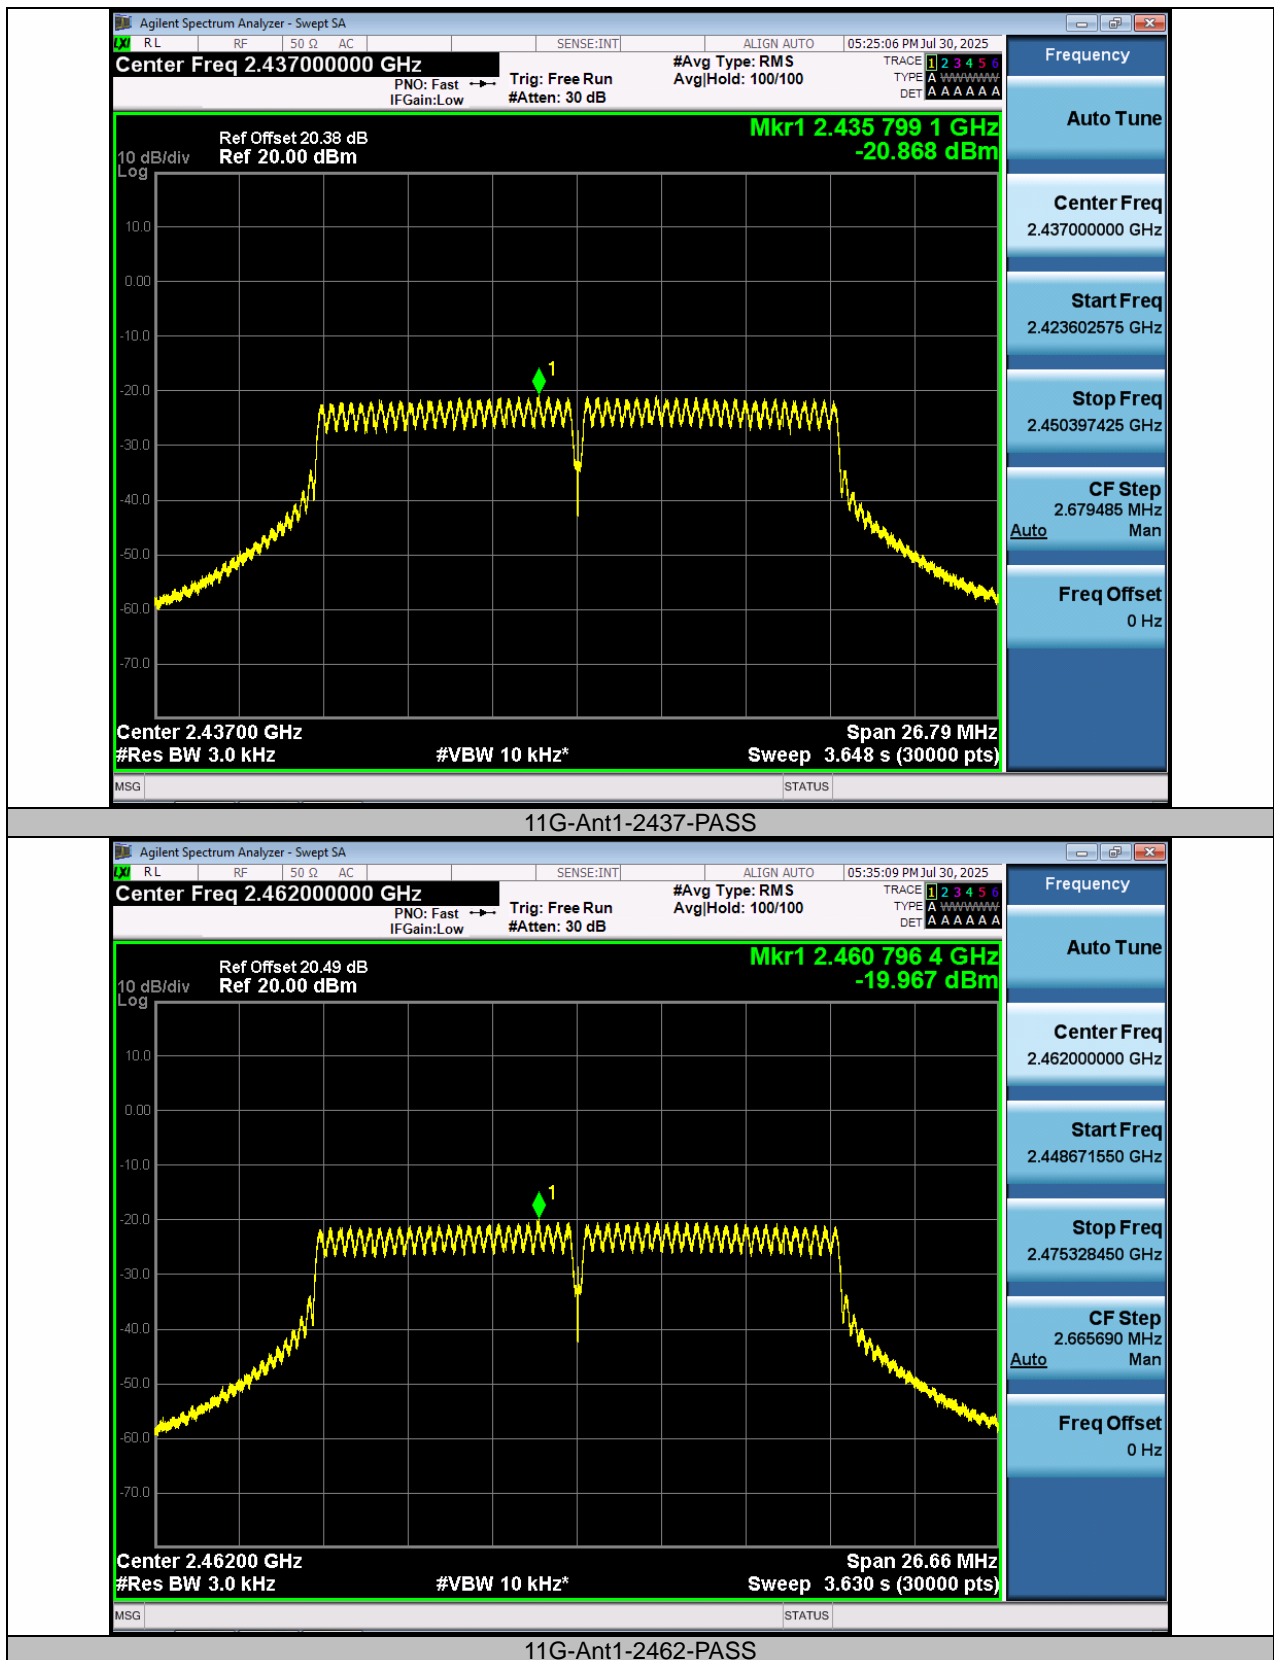 Agilent Spectrum Analyzer - Swept SA
LXI RL RF 50 Ω AC SENSE:INT ALIGN AUTO 05:25:06 PM Jul 30, 2025
Center Freq 2.437000000 GHz #Avg Type: RMS TRACE 1 2 3 4 5 6
PNO: Fast Trig: Free Run Avg|Hold: 100/100 TYPE A WWWWW
IFGain:Low #Atten: 30 dB DET A A A A A A
Frequency
Auto Tune
Center Freq
2.437000000 GHz
Start Freq
2.423602575 GHz
Stop Freq
2.450397425 GHz
CF Step
2.679485 MHz
Auto Man
Freq Offset
0 Hz
Mkr1 2.435 799 1 GHz
-20.868 dBm
Ref Offset 20.38 dB
10 dB/div Ref 20.00 dBm
Log
10.0
0.00
-10.0
1
-20.0
-30.0
-40.0
-50.0
-60.0
-70.0
Center 2.43700 GHz Span 26.79 MHz
#Res BW 3.0 kHz #VBW 10 kHz* Sweep 3.648 s (30000 pts)
MSG STATUS
11G-Ant1-2437-PASS
Agilent Spectrum Analyzer - Swept SA
LXI RL RF 50 Ω AC SENSE:INT ALIGN AUTO 05:35:09 PM Jul 30, 2025
Center Freq 2.462000000 GHz #Avg Type: RMS TRACE 1 2 3 4 5 6
PNO: Fast Trig: Free Run Avg|Hold: 100/100 TYPE A WWWWW
IFGain:Low #Atten: 30 dB DET A A A A A A
Frequency
Auto Tune
Center Freq
2.462000000 GHz
Start Freq
2.448671550 GHz
Stop Freq
2.475328450 GHz
CF Step
2.665690 MHz
Auto Man
Freq Offset
0 Hz
Mkr1 2.460 796 4 GHz
-19.967 dBm
Ref Offset 20.49 dB
10 dB/div Ref 20.00 dBm
Log
10.0
0.00
-10.0
1
-20.0
-30.0
-40.0
-50.0
-60.0
-70.0
Center 2.46200 GHz Span 26.66 MHz
#Res BW 3.0 kHz #VBW 10 kHz* Sweep 3.630 s (30000 pts)
MSG STATUS
11G-Ant1-2462-PASS